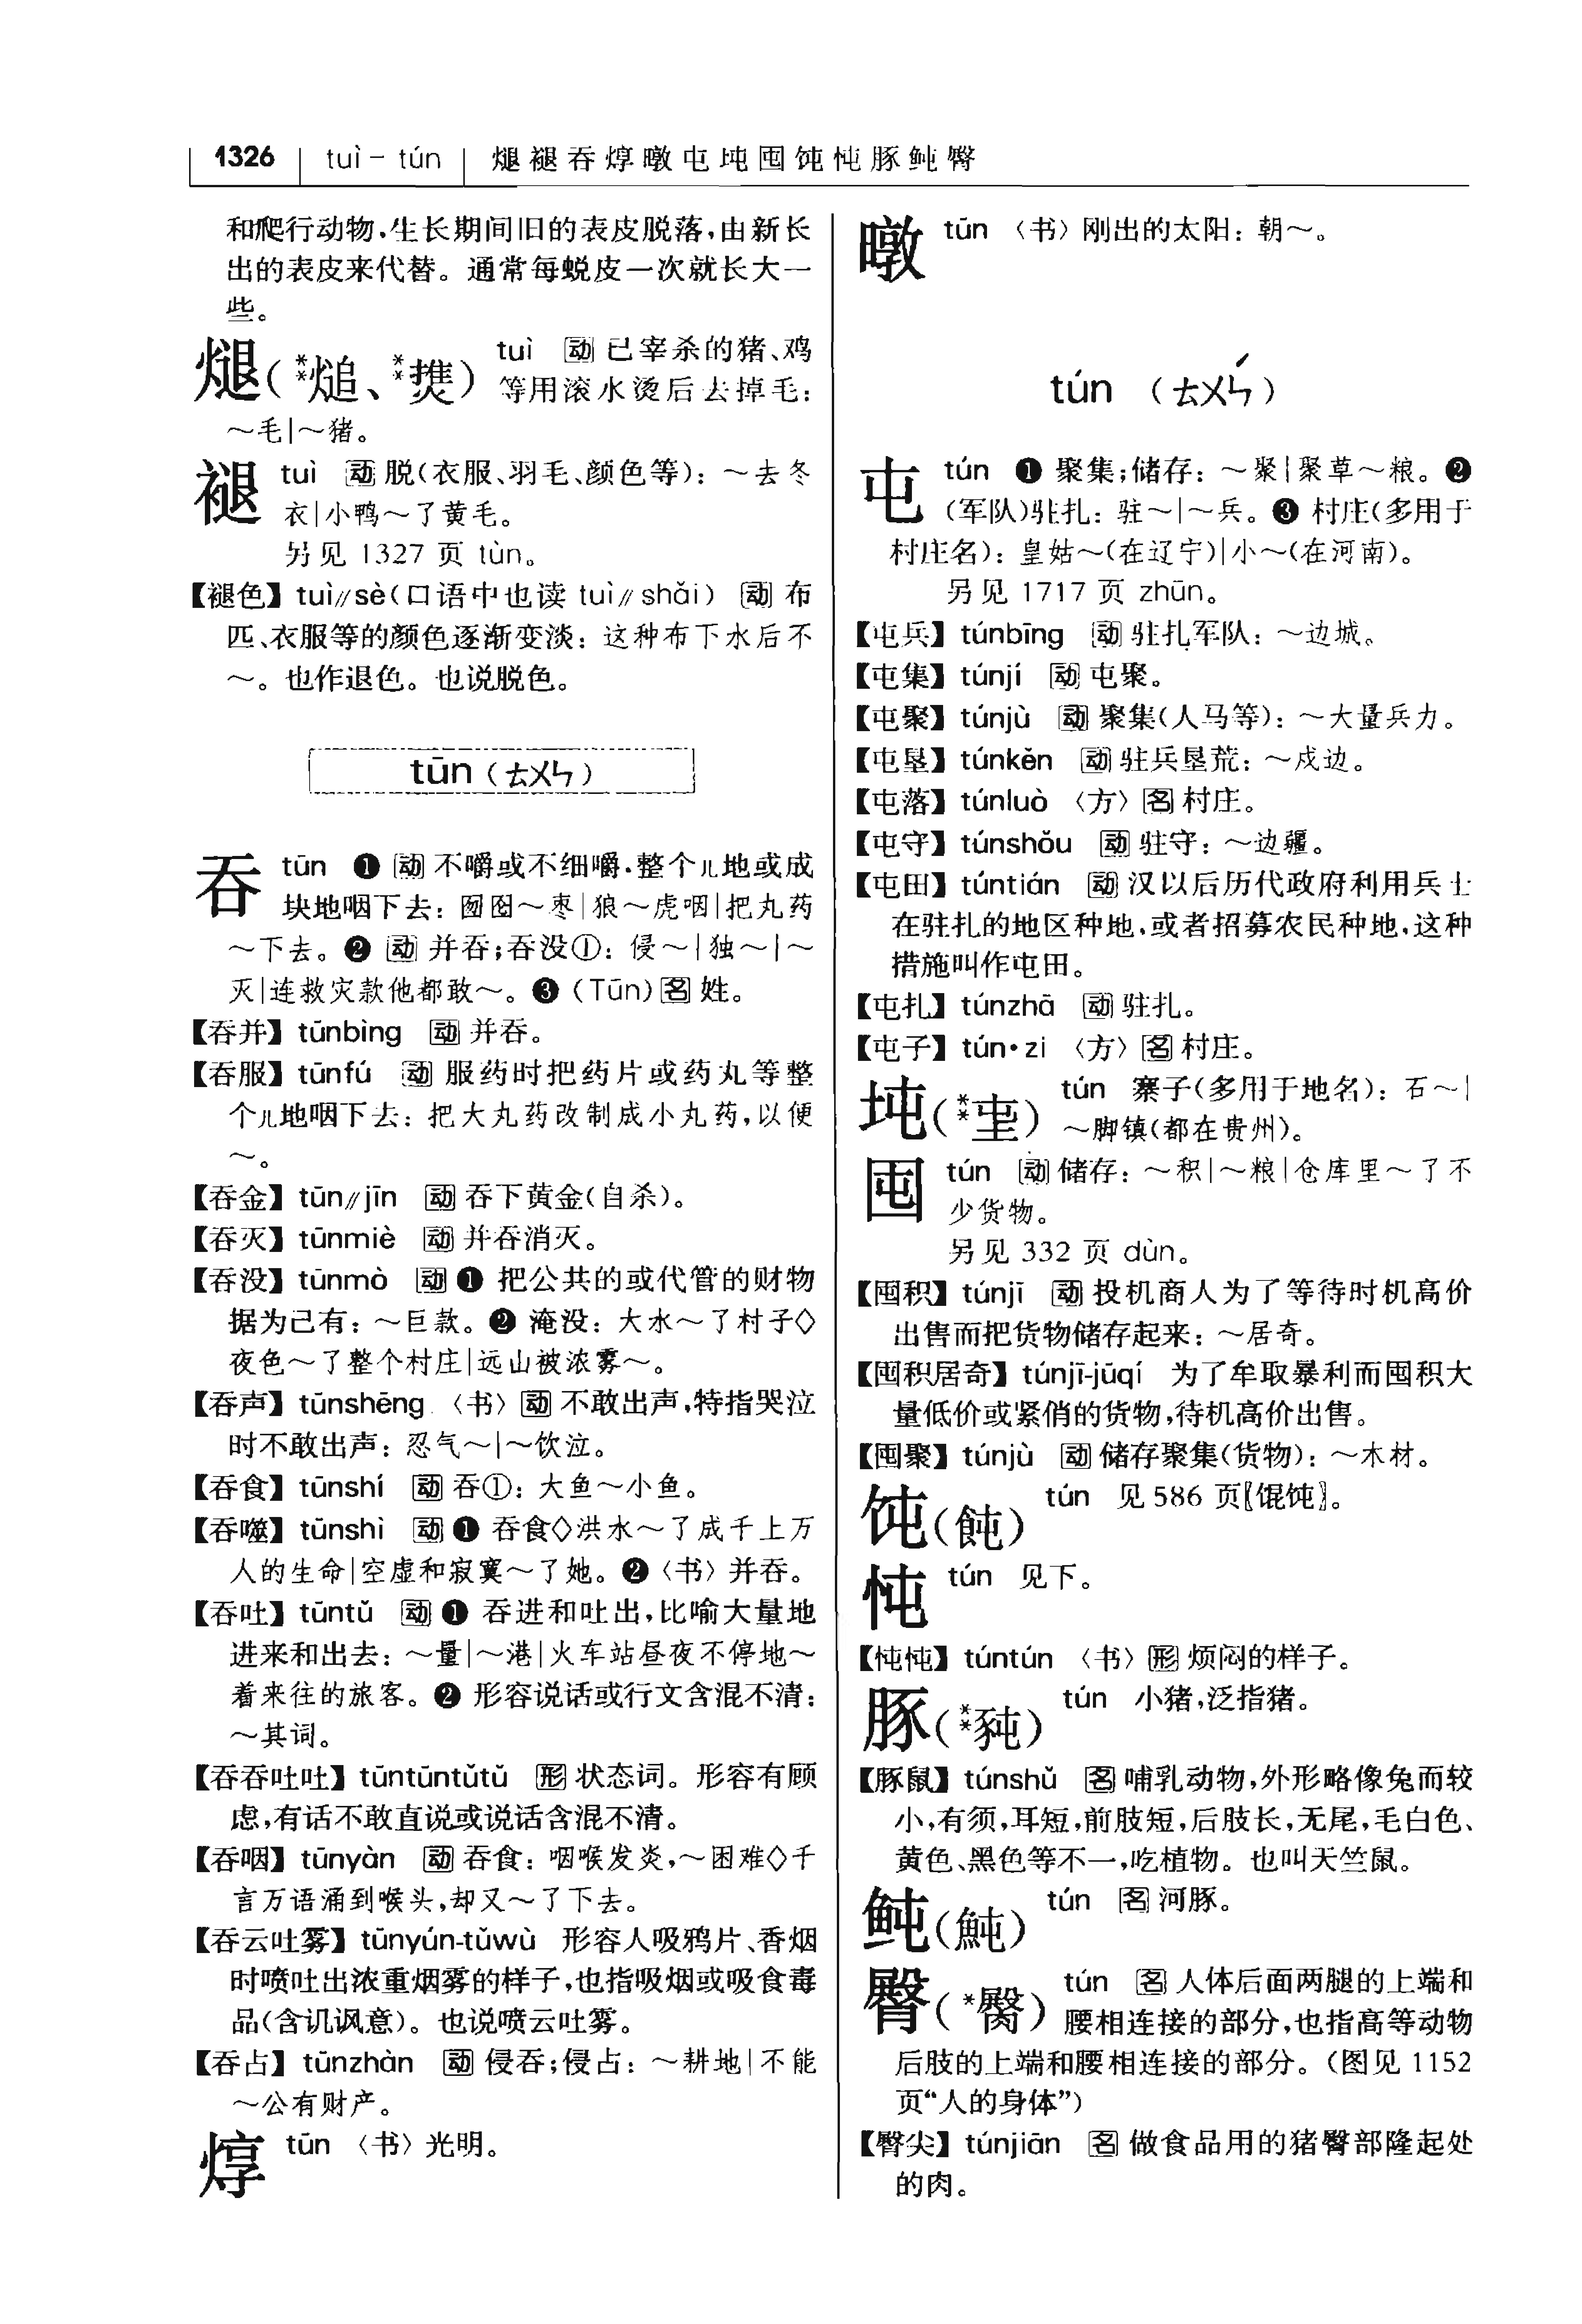 1326 tuì－tún 煺褪吞焞暾屯坉囤饨忳豚鲀臀
和爬行动物，生长期间旧的表皮脱落，由新长
出的表皮来代替。通常每蜕皮一次就长大一
些。
煺(**煺、**㨃) tuì 动 已宰杀的猪、鸡
等用滚水烫后去掉毛：
～毛|～猪。
褪 tuì 动 脱(衣服、羽毛、颜色等)：～去冬
衣|小鸭～了黄毛。
另见 1327 页 tùn。
【褪色】tuì∥sè(口语中也读 tuì∥shǎi) 动 布
匹、衣服等的颜色逐渐变淡：这种布下水后不
～。也作退色。也说脱色。
tūn (ㄊㄨㄣ)
吞 tūn ❶ 动 不嚼或不细嚼，整个儿地或成
块地咽下去：囫囵～枣|狼～虎咽|把丸药
～下去。❷ 动 并吞；吞没①：侵～|独～|～
灭|连救灾款他都敢～。❸ (Tūn) 名 姓。
【吞并】tūnbìng 动 并吞。
【吞服】tūnfú 动 服药时把药片或药丸等整
个儿地咽下去：把大丸药改制成小丸药，以便
～。
【吞金】tūn∥jīn 动 吞下黄金(自杀)。
【吞灭】tūnmiè 动 并吞消灭。
【吞没】tūnmò 动 ❶ 把公共的或代管的财物
据为己有：～巨款。❷ 淹没：大水～了村子◇
夜色～了整个村庄|远山被浓雾～。
【吞声】tūnshēng 〈书〉 动 不敢出声，特指哭泣
时不敢出声：忍气～|～饮泣。
【吞食】tūnshí 动 吞①：大鱼～小鱼。
【吞噬】tūnshì 动 ❶ 吞食◇洪水～了成千上万
人的生命|空虚和寂寞～了她。❷〈书〉并吞。
【吞吐】tūntǔ 动 ❶ 吞进和吐出，比喻大量地
进来和出去：～量|～港|火车站昼夜不停地～
着来往的旅客。❷ 形容说话或行文含混不清：
～其词。
【吞吞吐吐】tūntūntǔtǔ 形 状态词。形容有顾
虑，有话不敢直说或说话含混不清。
【吞咽】tūnyàn 动 吞食：咽喉发炎，～困难◇千
言万语涌到喉头，却又～了下去。
【吞云吐雾】tūnyún-tǔwù 形容人吸鸦片、香烟
时喷吐出浓重烟雾的样子，也指吸烟或吸食毒
品(含讥讽意)。也说喷云吐雾。
【吞占】tūnzhàn 动 侵吞；侵占：～耕地|不能
～公有财产。
焞 tūn 〈书〉光明。
暾 tūn 〈书〉刚出的太阳：朝～。
tún (ㄊㄨㄣˊ)
屯 tún ❶ 聚集；储存：～聚|聚草～粮。❷
(军队)驻扎：驻～|～兵。❸ 村庄(多用于
村庄名)：皇姑～(在辽宁)|小～(在河南)。
另见 1717 页 zhūn。
【屯兵】túnbīng 动 驻扎军队：～边城。
【屯集】túnjí 动 屯聚。
【屯聚】túnjù 动 聚集(人马等)：～大量兵力。
【屯垦】túnkěn 动 驻兵垦荒：～戍边。
【屯落】túnluò 〈方〉 名 村庄。
【屯守】túnshǒu 动 驻守：～边疆。
【屯田】túntián 动 汉以后历代政府利用兵士
在驻扎的地区种地，或者招募农民种地，这种
措施叫作屯田。
【屯扎】túnzhā 动 驻扎。
【屯子】tún·zi 〈方〉 名 村庄。
坉 tún 寨子(多用于地名)：石～|
～脚镇(都在贵州)。
囤 tún 动 储存：～积|～粮|仓库里～了不
少货物。
另见 332 页 dùn。
【囤积】túnjī 动 投机商人为了等待时机高价
出售而把货物储存起来：～居奇。
【囤积居奇】túnjī-jūqí 为了牟取暴利而囤积大
量低价或紧俏的货物，待机高价出售。
【囤聚】túnjù 动 储存聚集(货物)：～木材。
饨(飩) tún 见 586 页〖馄饨〗。
忳 tún 见下。
【忳忳】túntún 〈书〉 形 烦闷的样子。
豚(**豘) tún 小猪，泛指猪。
【豚鼠】túnshǔ 名 哺乳动物，外形略像兔而较
小，有须，耳短，前肢短，后肢长，无尾，毛白色、
黄色、黑色等不一，吃植物。也叫天竺鼠。
鲀(魨) tún 名 河豚。
臀(*臋) tún 名 人体后面两腿的上端和
腰相连接的部分，也指高等动物
后肢的上端和腰相连接的部分。(图见 1152
页“人的身体”)
【臀尖】túnjiān 名 做食品用的猪臀部隆起处
的肉。